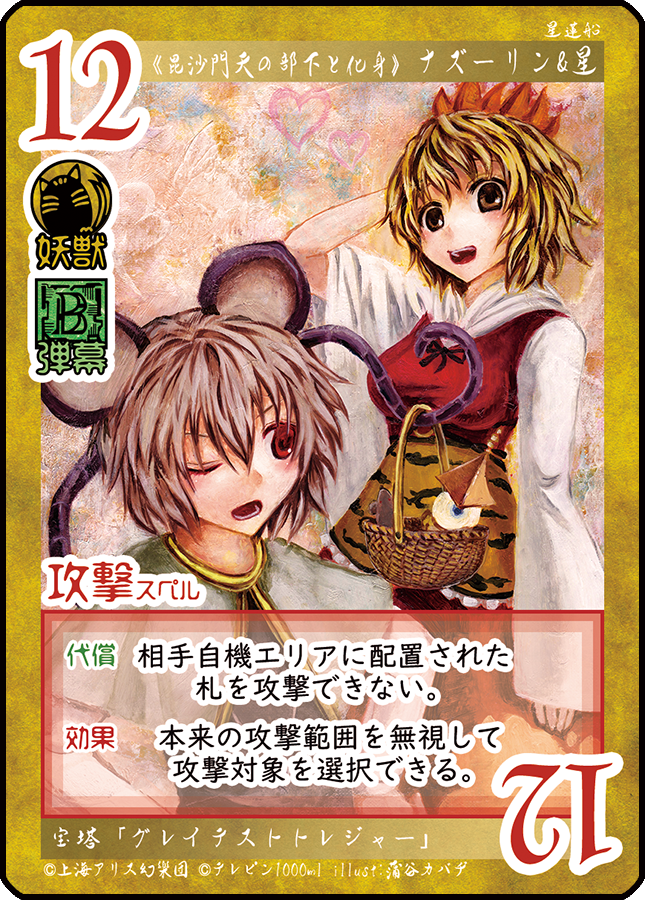 星蓮船
12
《毘沙門天の部下と化身》 ナズーリン&星
妖獣
B
弾幕
攻撃スペル
代償 相手自機エリアに配置された
札を攻撃できない。
効果 本来の攻撃範囲を無視して
攻撃対象を選択できる。
12
宝塔「グレイテストトレジャー」
©上海アリス幻樂団 ©テレピン1000ml illust:蒲谷カバヂ